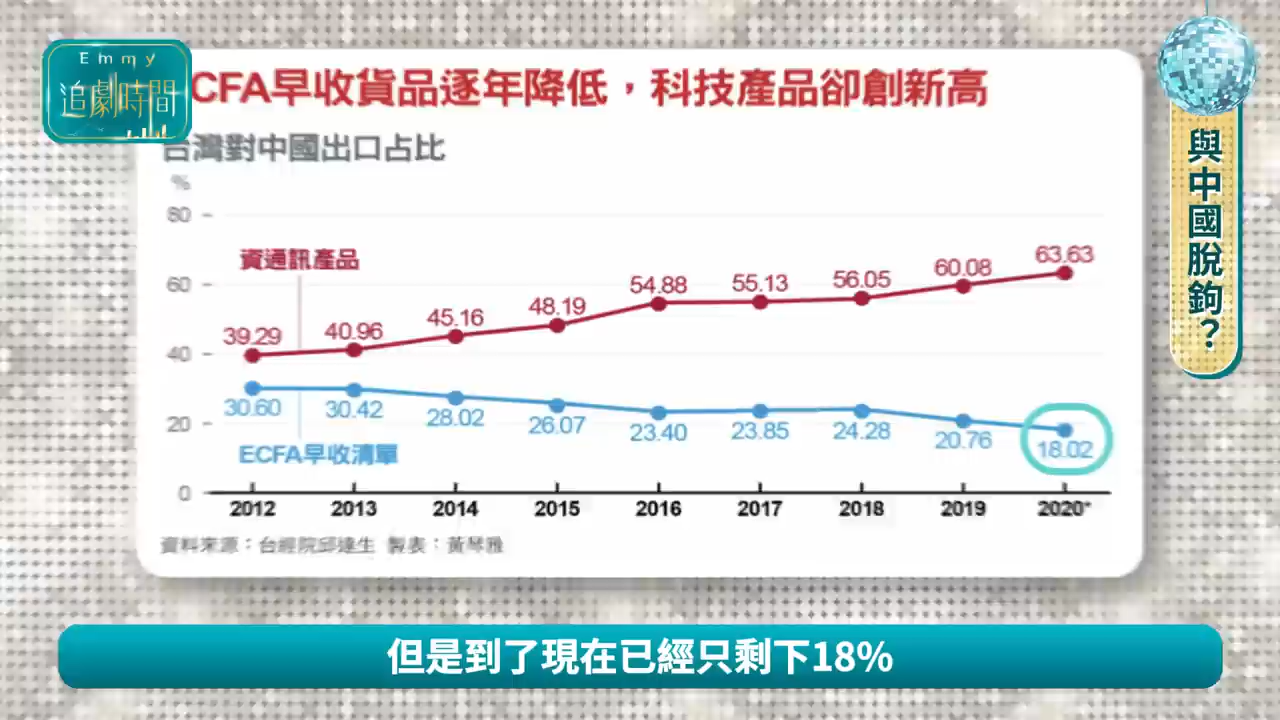 Emmy
追劇時間
CFA早收貨品逐年降低，科技產品卻創新高
台灣對中國出口占比
%
80
資通訊產品
60
39.29 40.96 45.16 48.19 54.88 55.13 56.05 60.08 63.63
40
30.60 30.42 28.02 26.07 23.40 23.85 24.28 20.76 18.02
20
ECFA早收清單
0
2012 2013 2014 2015 2016 2017 2018 2019 2020*
資料來源：台經院邱達生 製表：黃琴雅
與中國脫鉤？
但是到了現在已經只剩下18%